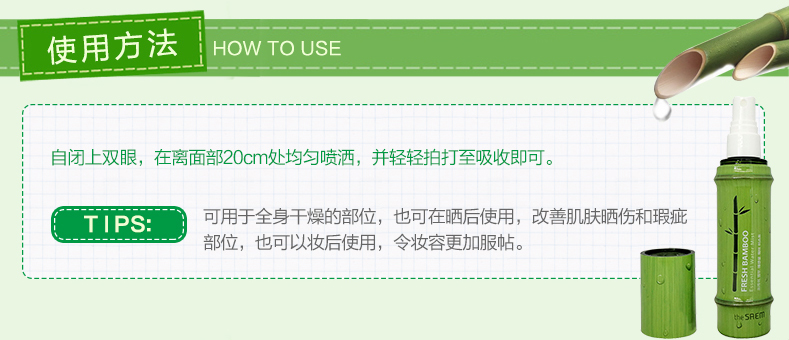 使用方法 HOW TO USE
自闭上双眼，在离面部20cm处均匀喷洒，并轻轻拍打至吸收即可。
TIPS:
可用于全身干燥的部位，也可在晒后使用，改善肌肤晒伤和瑕疵
部位，也可以妆后使用，令妆容更加服帖。
FRESH BAMBOO
Essential Water Mist
the SAEM